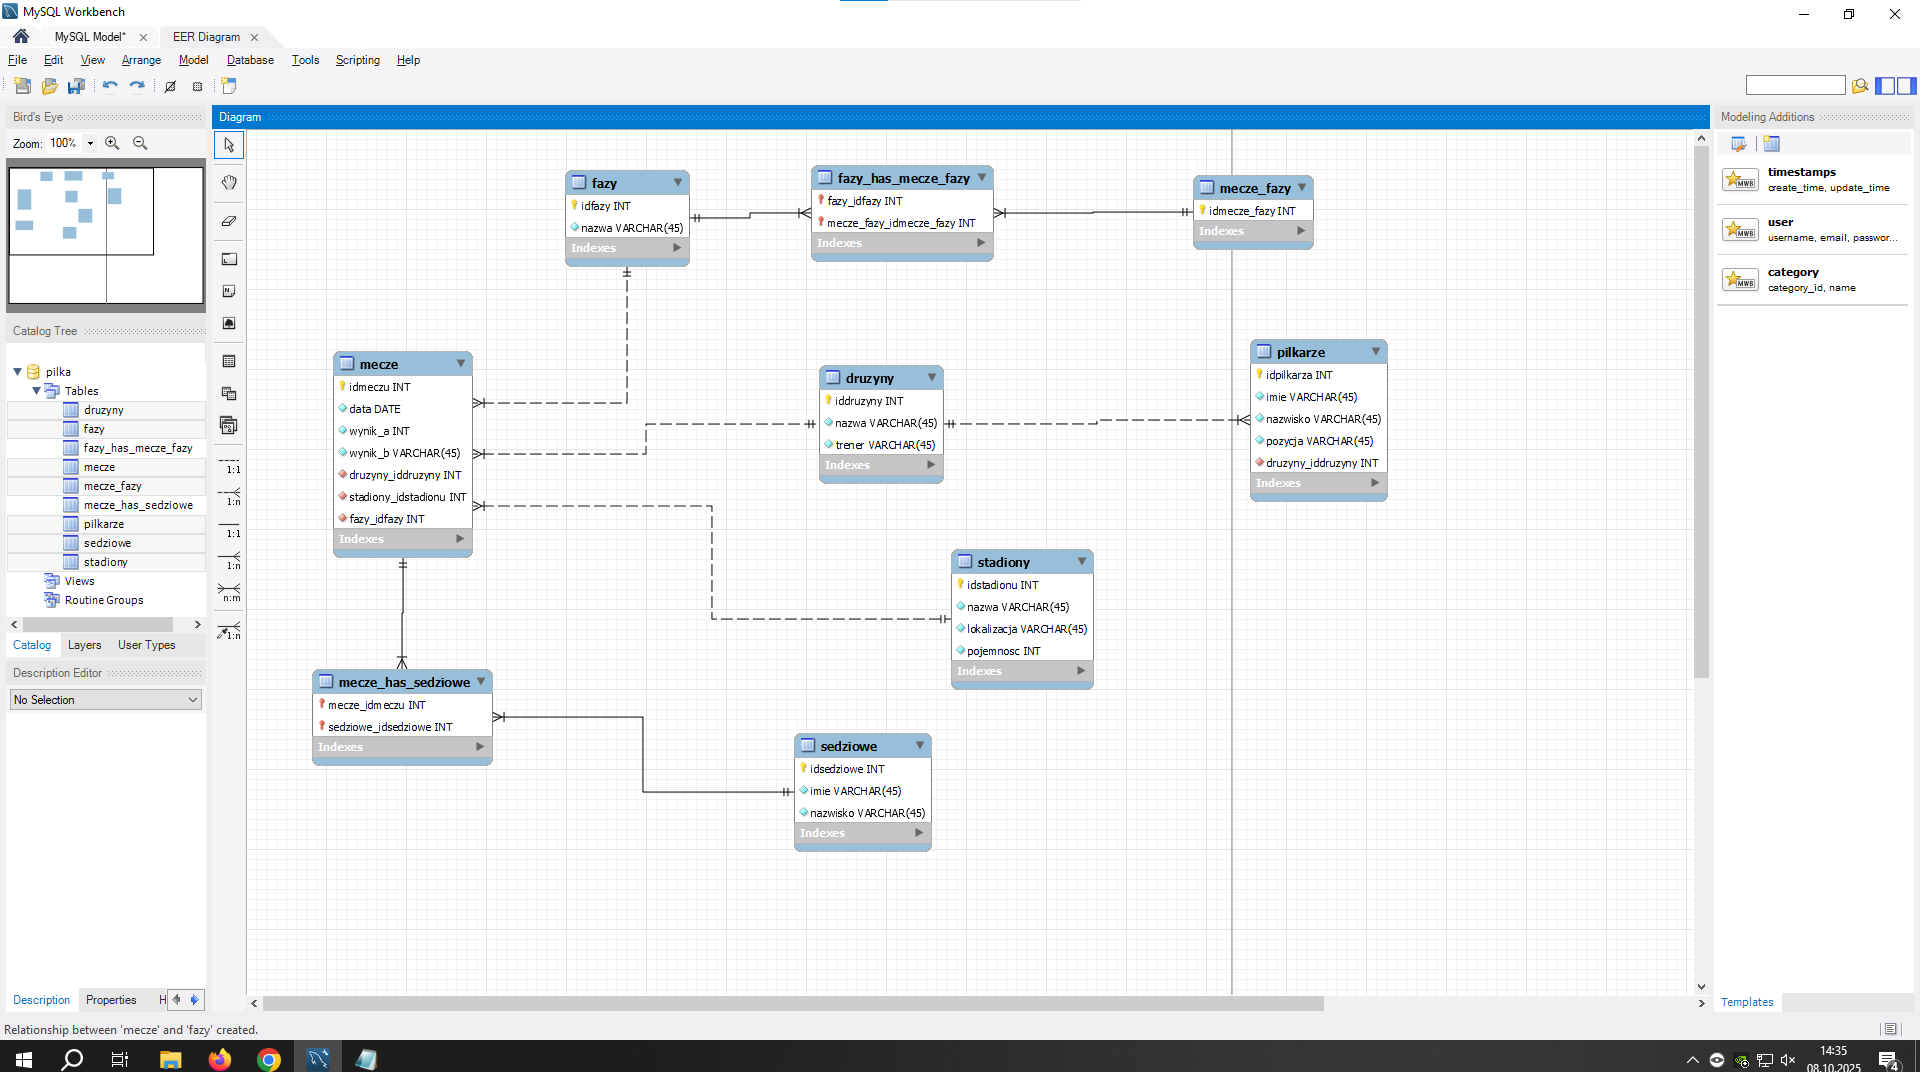 MySQL Workbench
MySQL Model*
EER Diagram
File Edit View Arrange Model Database Tools Scripting Help
Bird's Eye
Zoom: 100%
Catalog Tree
pilka
Tables
druzyny
fazy
fazy_has_mecze_fazy
mecze
mecze_fazy
mecze_has_sedziowe
pilkarze
sedziowe
stadiony
Views
Routine Groups
Catalog Layers User Types
Description Editor
No Selection
Description Properties H
1:1
1:n
1:1
1:n
n:m
1:n
Diagram
fazy
idfazy INT
nazwa VARCHAR(45)
Indexes
fazy_has_mecze_fazy
fazy_idfazy INT
mecze_fazy_idmecze_fazy INT
Indexes
mecze_fazy
idmecze_fazy INT
Indexes
mecze
idmeczu INT
data DATE
wynik_a INT
wynik_b VARCHAR(45)
druzyny_iddruzyny INT
stadiony_idstadionu INT
fazy_idfazy INT
Indexes
druzyny
iddruzyny INT
nazwa VARCHAR(45)
trener VARCHAR(45)
Indexes
pilkarze
idpilkarza INT
imie VARCHAR(45)
nazwisko VARCHAR(45)
pozycja VARCHAR(45)
druzyny_iddruzyny INT
Indexes
stadiony
idstadionu INT
nazwa VARCHAR(45)
lokalizacja VARCHAR(45)
pojemnosc INT
Indexes
mecze_has_sedziowe
mecze_idmeczu INT
sedziowe_idsedziowe INT
Indexes
sedziowe
idsedziowe INT
imie VARCHAR(45)
nazwisko VARCHAR(45)
Indexes
Modeling Additions
MWB
timestamps
create_time, update_time
MWB
user
username, email, passwor...
MWB
category
category_id, name
Templates
Relationship between 'mecze' and 'fazy' created.
14:35
08.10.2025
4